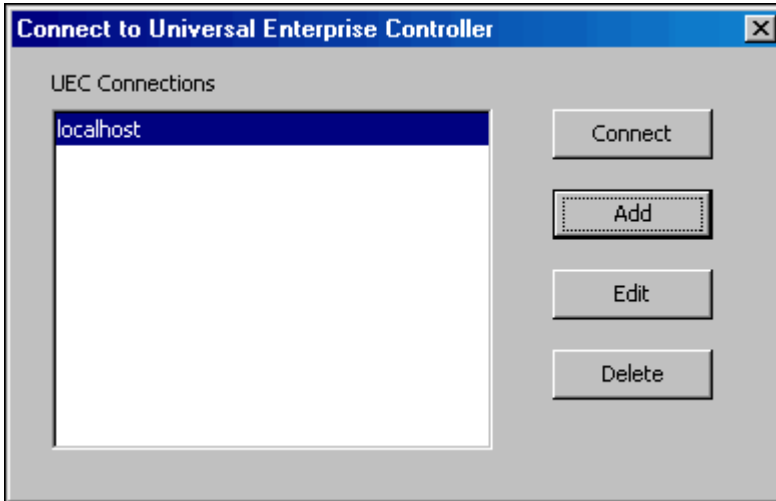 Connect to Universal Enterprise Controller
UEC Connections
localhost
Connect
Add
Edit
Delete